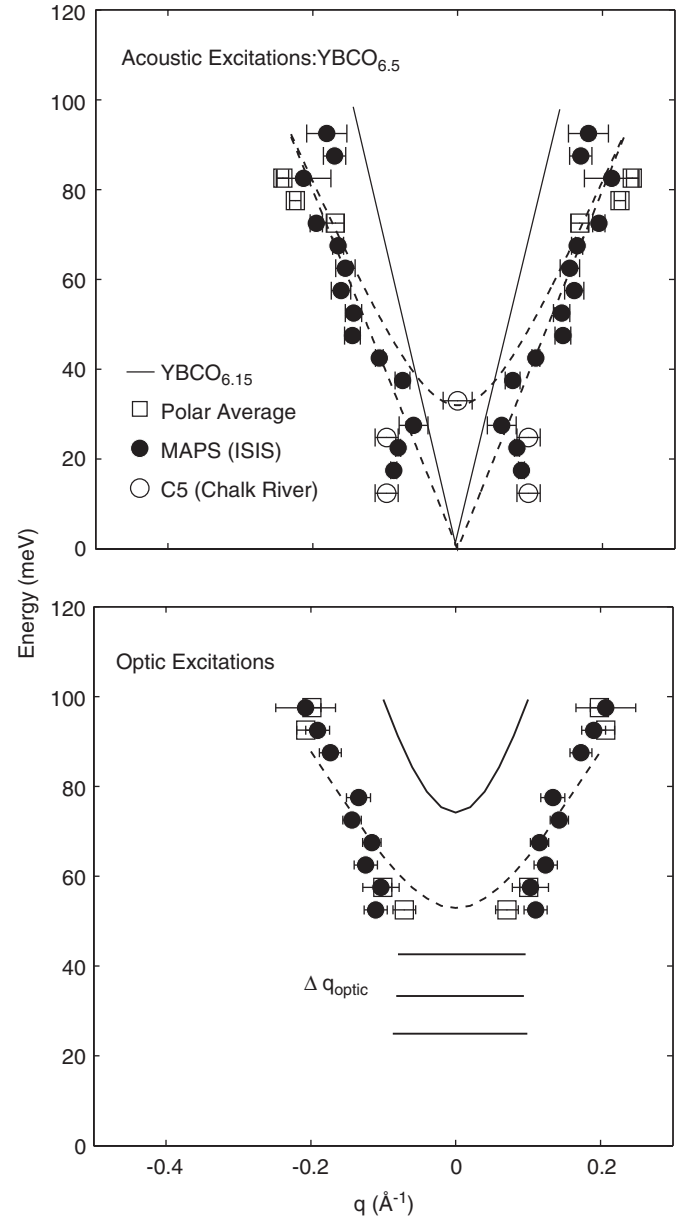 Acoustic Excitations:YBCO6.5
120
100
80
60
40
20
0
YBCO6.15
Polar Average
MAPS (ISIS)
C5 (Chalk River)
Energy (meV)
Optic Excitations
120
100
80
60
40
20
0
Δ qoptic
-0.4
-0.2
0
0.2
q (Å-1)